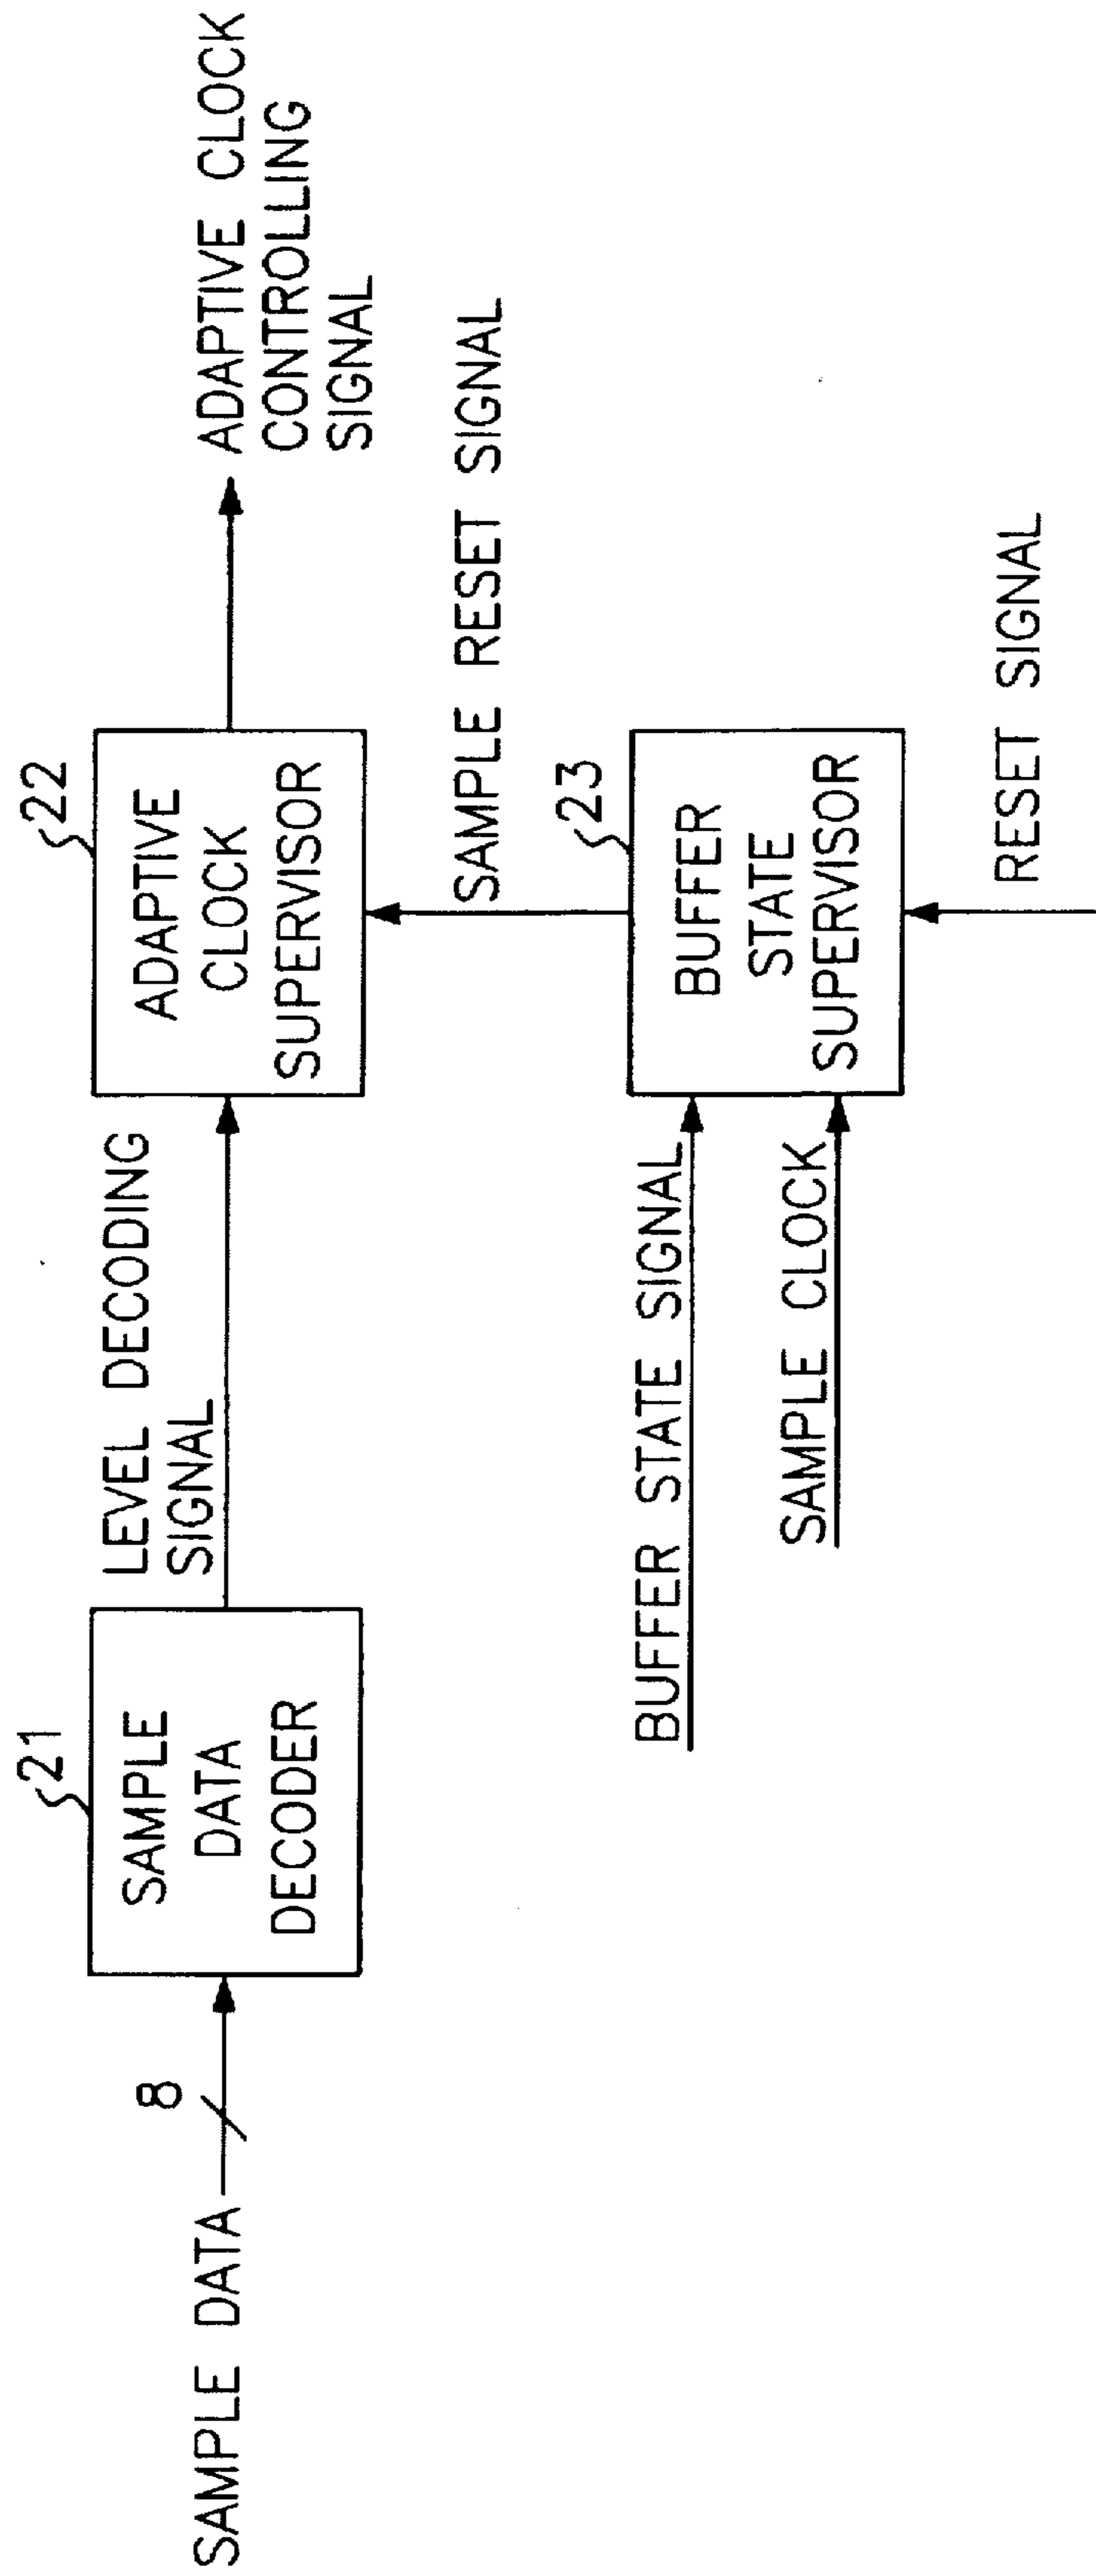 SAMPLE DATA
8
21
SAMPLE
DATA
DECODER
LEVEL DECODING
SIGNAL
22
ADAPTIVE
CLOCK
SUPERVISOR
ADAPTIVE CLOCK
CONTROLLING
SIGNAL
SAMPLE RESET SIGNAL
BUFFER STATE SIGNAL
SAMPLE CLOCK
23
BUFFER
STATE
SUPERVISOR
RESET SIGNAL